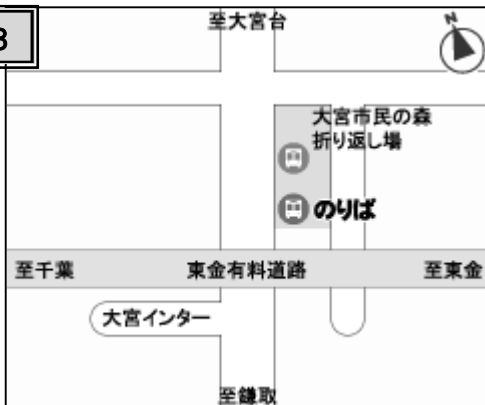 3
至大宮台
N
大宮市民の森
折り返し場
のりば
至千葉
東金有料道路
至東金
大宮インター
至鎌取